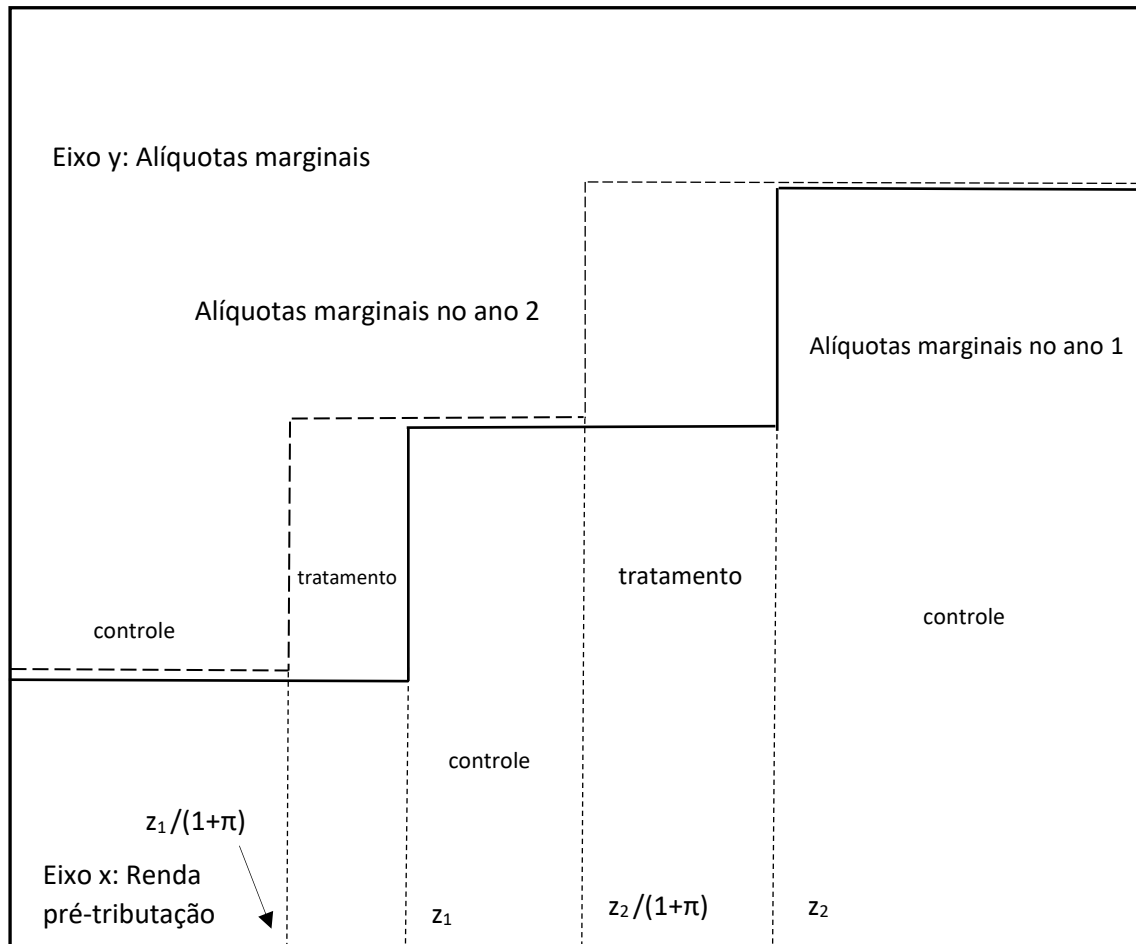 Eixo y: Alíquotas marginais
Alíquotas marginais no ano 2
Alíquotas marginais no ano 1
tratamento
tratamento
controle
controle
controle
z₁/(1+π)
Eixo x: Renda
pré-tributação
z₁
z₂/(1+π)
z₂